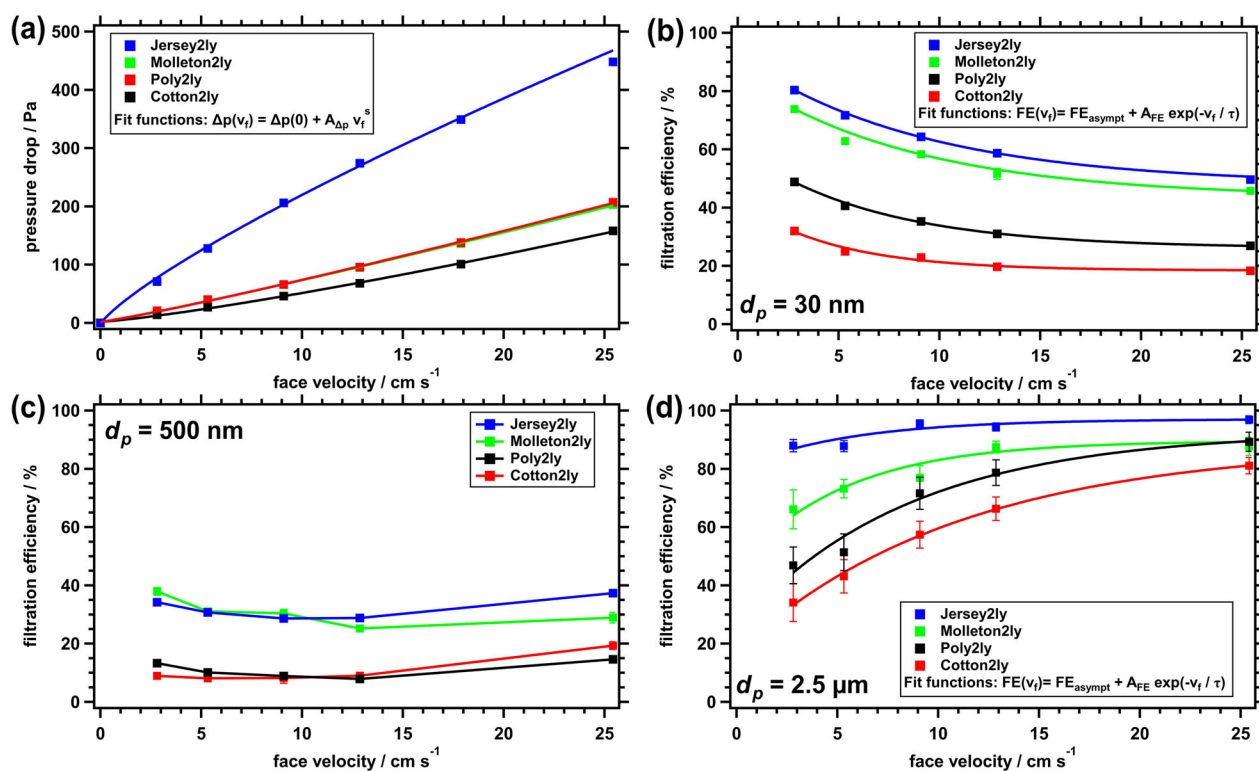 (a)
500
400
300
200
100
0
pressure drop / Pa
Jersey2ly
Molleton2ly
Poly2ly
Cotton2ly
Fit functions: Δp(vf) = Δp(0) + AΔp vf^s
0 5 10 15 20 25
face velocity / cm s⁻¹
(b)
100
80
60
40
20
0
filtration efficiency / %
Jersey2ly
Molleton2ly
Poly2ly
Cotton2ly
Fit functions: FE(vf)= FEasympt + AFE exp(-vf / τ)
dp = 30 nm
0 5 10 15 20 25
face velocity / cm s⁻¹
(c)
100
80
60
40
20
0
filtration efficiency / %
dp = 500 nm
Jersey2ly
Molleton2ly
Poly2ly
Cotton2ly
0 5 10 15 20 25
face velocity / cm s⁻¹
(d)
100
80
60
40
20
0
filtration efficiency / %
Jersey2ly
Molleton2ly
Poly2ly
Cotton2ly
Fit functions: FE(vf)= FEasympt + AFE exp(-vf / τ)
dp = 2.5 µm
0 5 10 15 20 25
face velocity / cm s⁻¹